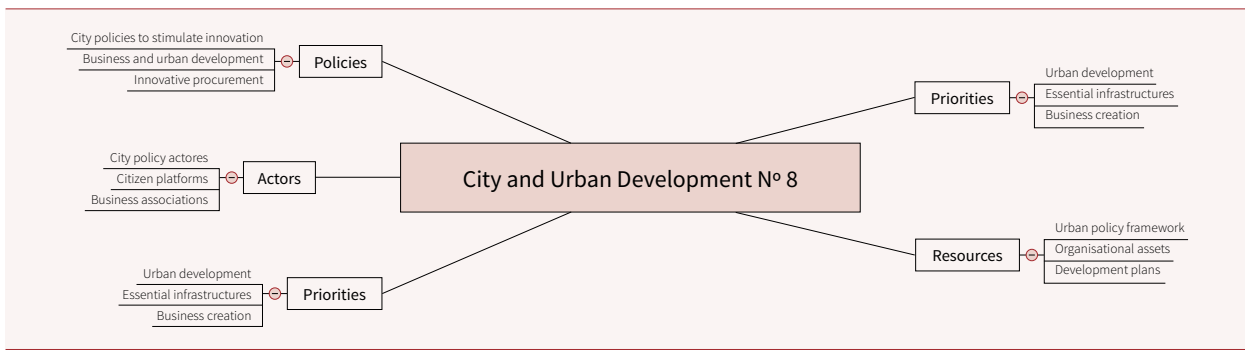 City policies to stimulate innovation
Business and urban development
Innovative procurement
Policies
City policy actores
Citizen platforms
Business associations
Actors
Urban development
Essential infrastructures
Business creation
Priorities
City and Urban Development Nº 8
Priorities
Urban development
Essential infrastructures
Business creation
Resources
Urban policy framework
Organisational assets
Development plans